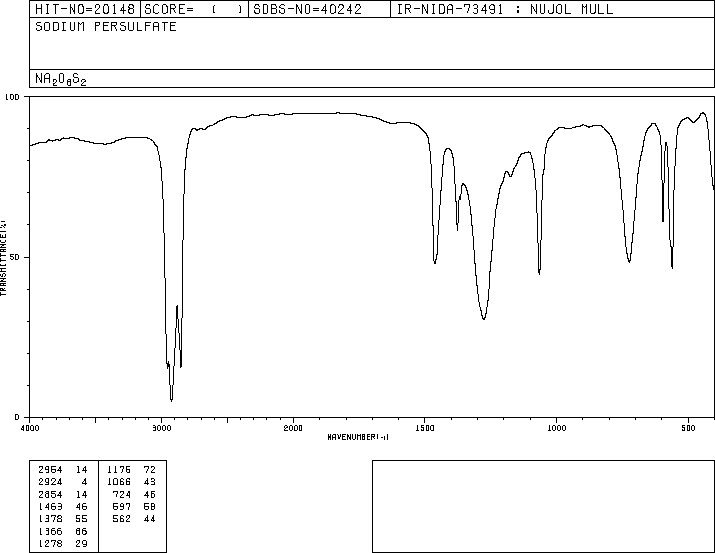 HIT-NO=20148 SCORE= ( ) SDBS-NO=40242 IR-NIDA-73491 : NUJOL MULL
SODIUM PERSULFATE
NA2O8S2
100
TRANSMITTANCE(%)
50
0
4000 3000 2000 1500 1000 500
WAVENUMBER(-1)
2954 14 1176 72
2924 4 1066 43
2854 14 724 46
1463 46 597 58
1378 55 562 44
1366 66
1278 29